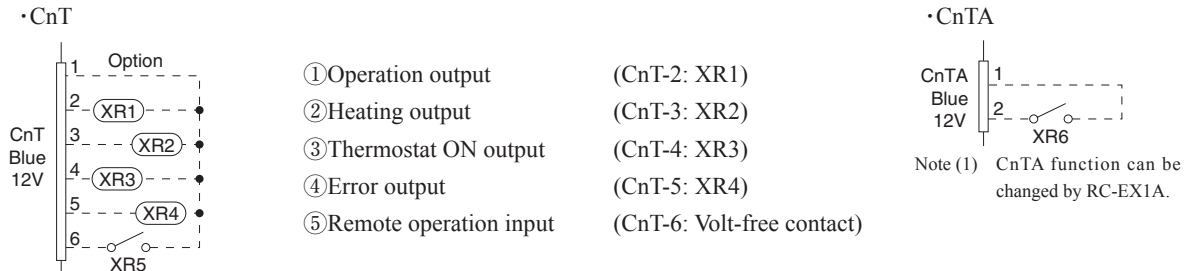 ・CnT
Option
1
2
XR1
3
XR2
CnT
Blue
12V
4
XR3
5
XR4
6
XR5
①Operation output (CnT-2: XR1)
②Heating output (CnT-3: XR2)
③Thermostat ON output (CnT-4: XR3)
④Error output (CnT-5: XR4)
⑤Remote operation input (CnT-6: Volt-free contact)
・CnTA
CnTA
Blue
12V
1
2
XR6
Note (1) CnTA function can be
changed by RC-EX1A.